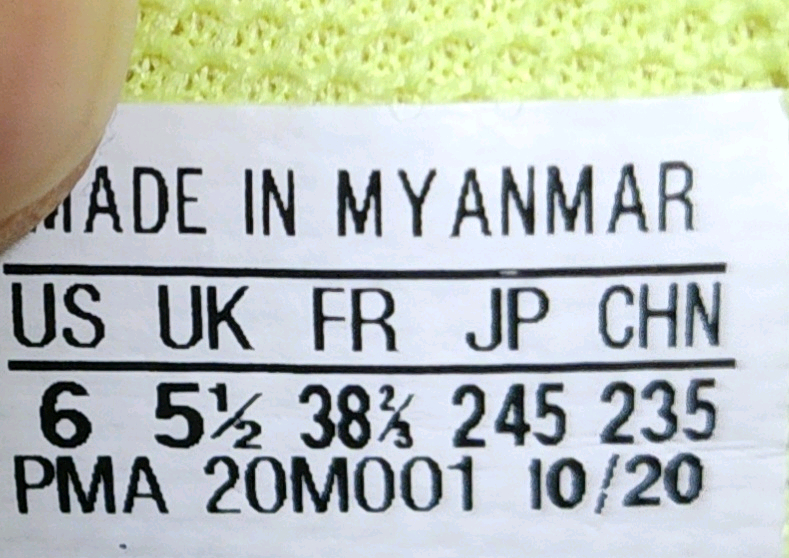 MADE IN MYANMAR
US UK FR JP CHN
6 5½ 38⅔ 245 235
PMA 20M001 10/20